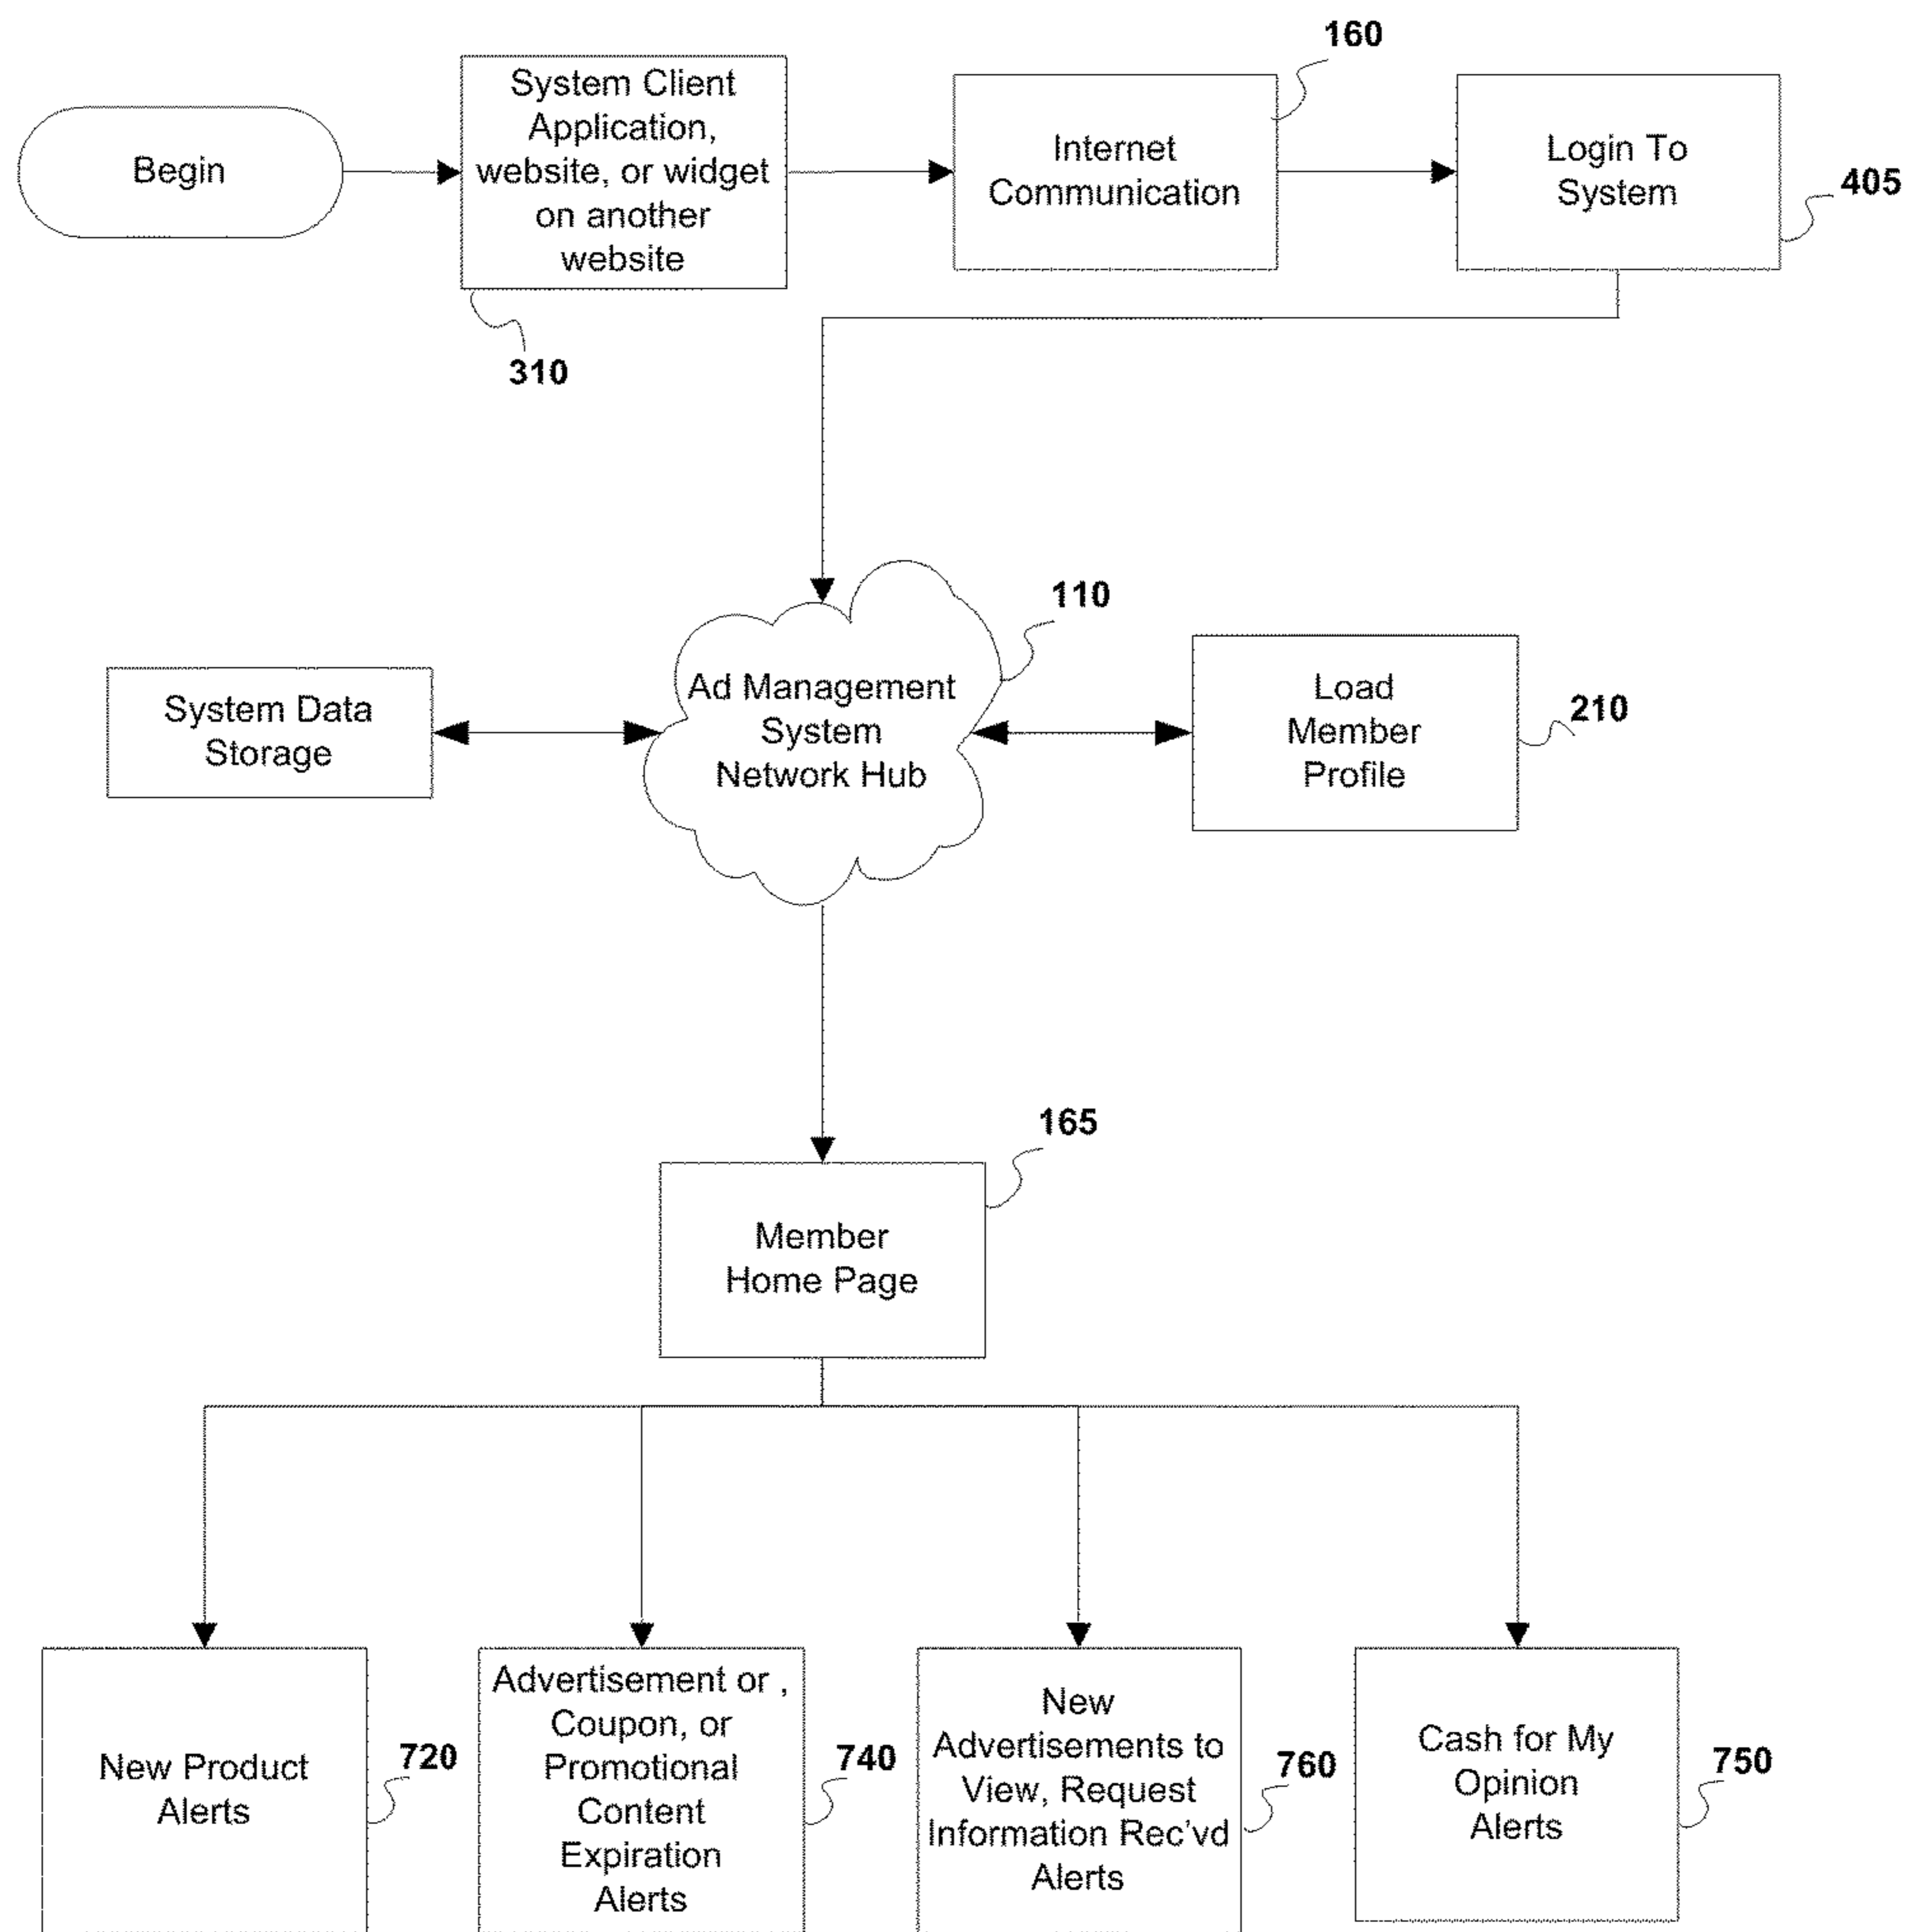 160
System Client
Application,
website, or widget
on another
website
Begin
Internet
Communication
Login To
System
405
310
110
Ad Management
System
Network Hub
System Data
Storage
Load
Member
Profile
210
165
Member
Home Page
New Product
Alerts
720
Advertisement or ,
Coupon, or
Promotional
Content
Expiration
Alerts
740
New
Advertisements to
View, Request
Information Rec'vd
Alerts
760
Cash for My
Opinion
Alerts
750